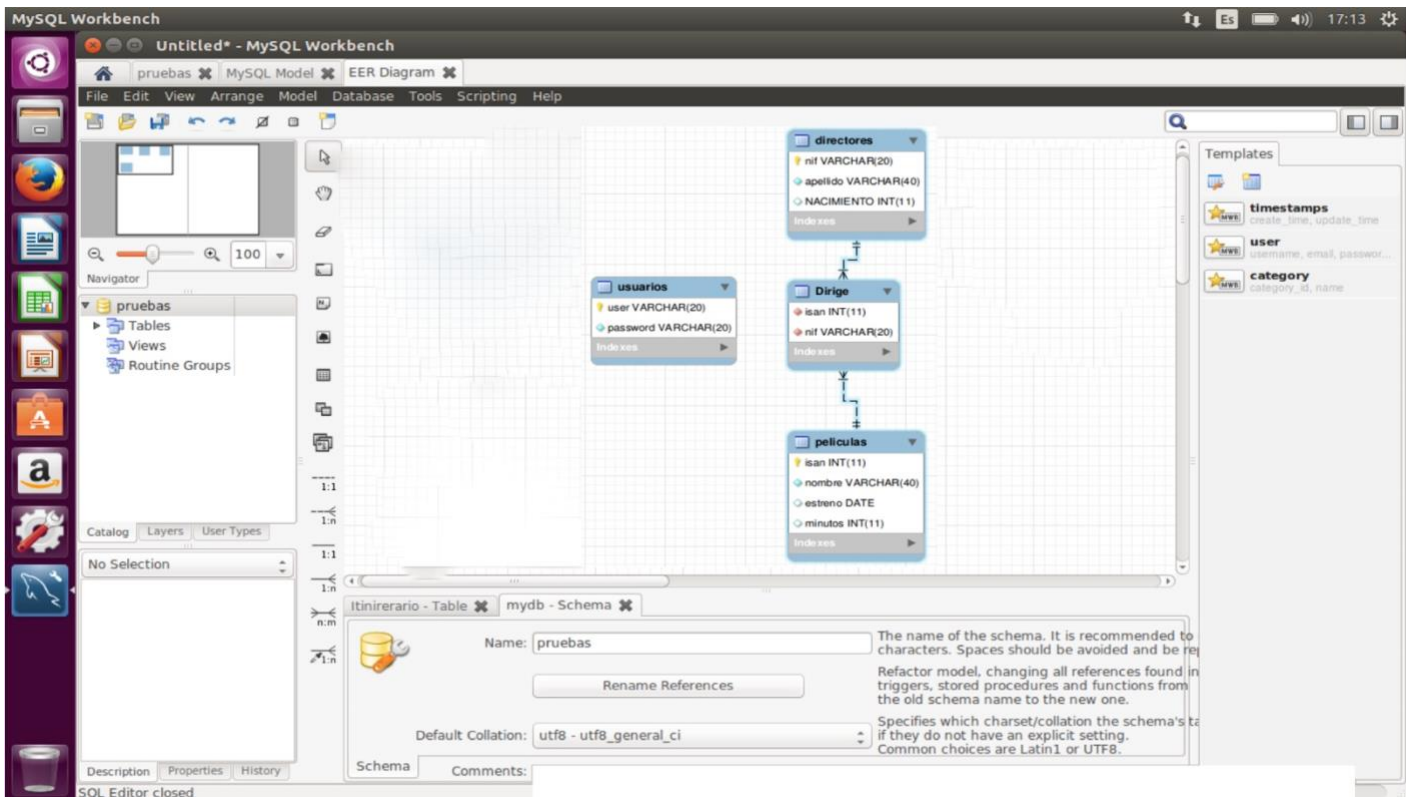 MySQL Workbench
Es
17:13
Untitled* - MySQL Workbench
pruebas
MySQL Model
EER Diagram
File Edit View Arrange Model Database Tools Scripting Help
100
Navigator
pruebas
Tables
Views
Routine Groups
Catalog
Layers
User Types
No Selection
Description
Properties
History
SQL Editor closed
1:1
1:n
1:1
1:n
n:m
1:n
directores
nif VARCHAR(20)
apellido VARCHAR(40)
NACIMIENTO INT(11)
Indexes
usuarios
user VARCHAR(20)
password VARCHAR(20)
Indexes
Dirige
isan INT(11)
nif VARCHAR(20)
Indexes
peliculas
isan INT(11)
nombre VARCHAR(40)
estreno DATE
minutos INT(11)
Indexes
Templates
MWB
timestamps
create_time, update_time
MWB
user
username, email, passwor...
MWB
category
category_id, name
Itinirerario - Table
mydb - Schema
Name:
pruebas
The name of the schema. It is recommended to
characters. Spaces should be avoided and be re
Rename References
Refactor model, changing all references found in
triggers, stored procedures and functions from
the old schema name to the new one.
Default Collation:
utf8 - utf8_general_ci
Specifies which charset/collation the schema's ta
if they do not have an explicit setting.
Common choices are Latin1 or UTF8.
Schema
Comments: